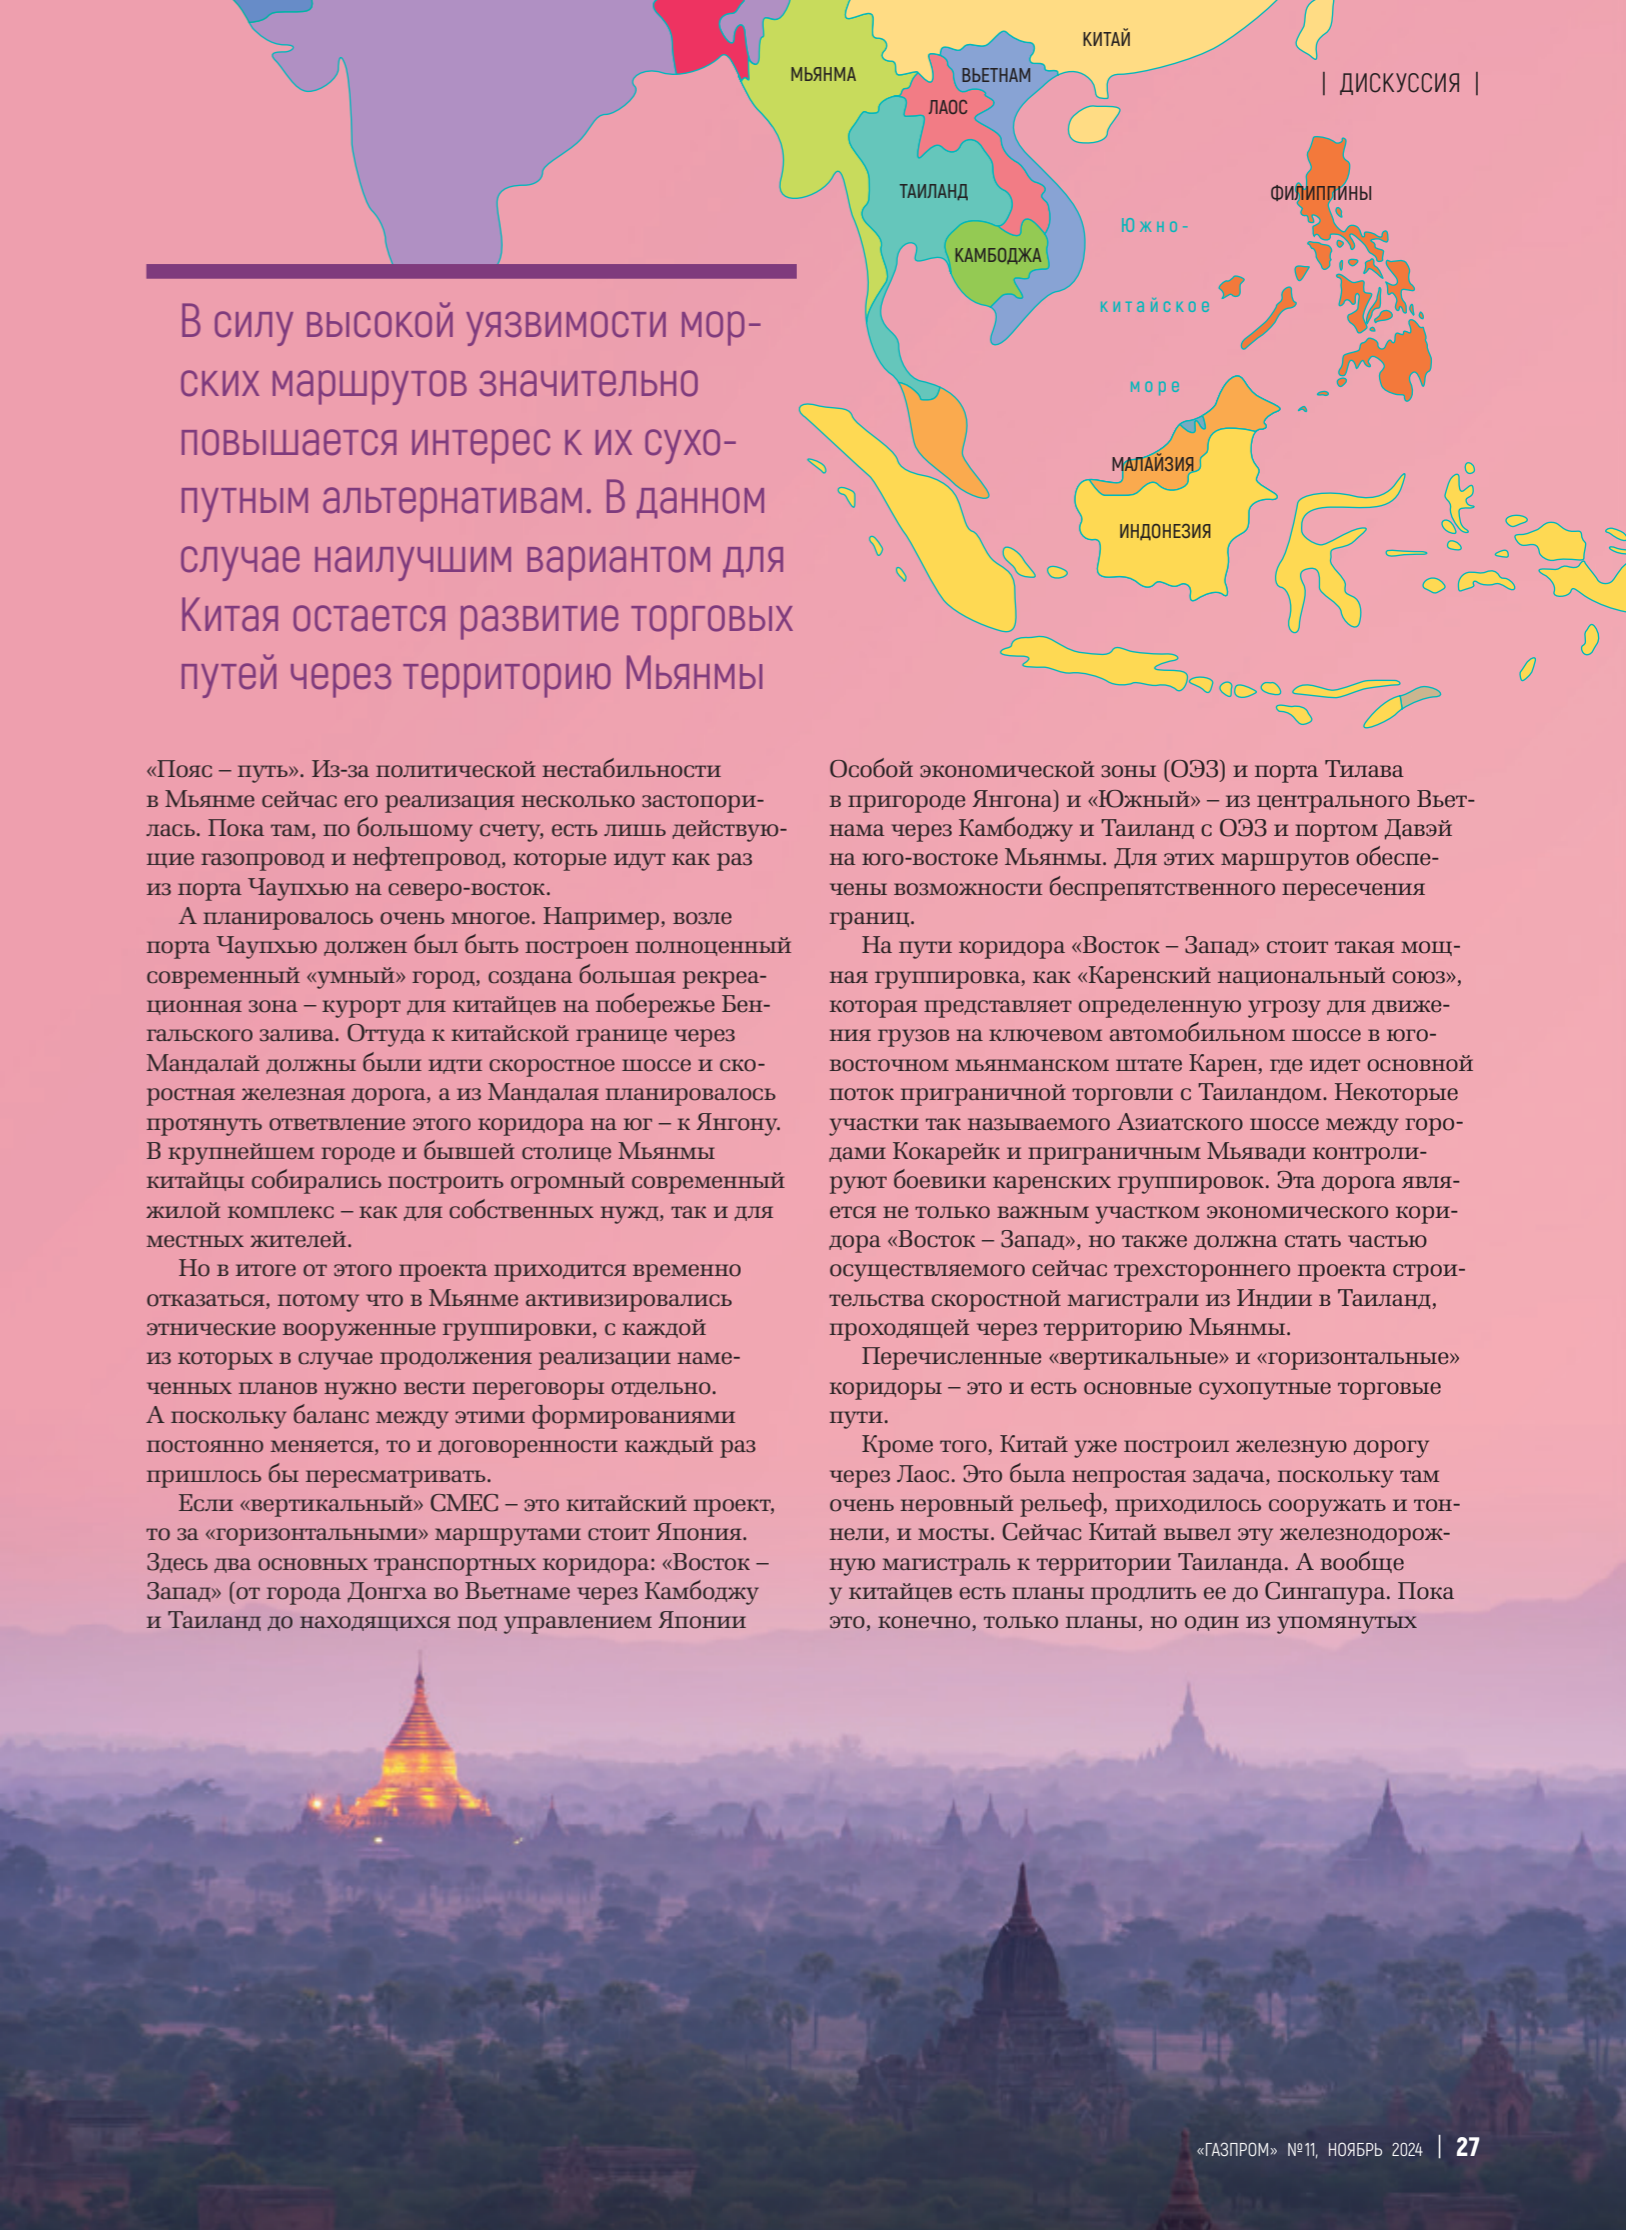 КИТАЙ
МЬЯНМА
ВЬЕТНАМ
| ДИСКУССИЯ |
ЛАОС
ТАИЛАНД
ФИЛИППИНЫ
Южно-
КАМБОДЖА
китайское
море
МАЛАЙЗИЯ
ИНДОНЕЗИЯ
В силу высокой уязвимости мор-
ских маршрутов значительно
повышается интерес к их сухо-
путным альтернативам. В данном
случае наилучшим вариантом для
Китая остается развитие торговых
путей через территорию Мьянмы
«Пояс – путь». Из-за политической нестабильности
в Мьянме сейчас его реализация несколько застопори-
лась. Пока там, по большому счету, есть лишь действую-
щие газопровод и нефтепровод, которые идут как раз
из порта Чаупхью на северо-восток.
А планировалось очень многое. Например, возле
порта Чаупхью должен был быть построен полноценный
современный «умный» город, создана большая рекреа-
ционная зона – курорт для китайцев на побережье Бен-
гальского залива. Оттуда к китайской границе через
Мандалай должны были идти скоростное шоссе и ско-
ростная железная дорога, а из Мандалая планировалось
протянуть ответвление этого коридора на юг – к Янгону.
В крупнейшем городе и бывшей столице Мьянмы
китайцы собирались построить огромный современный
жилой комплекс – как для собственных нужд, так и для
местных жителей.
Но в итоге от этого проекта приходится временно
отказаться, потому что в Мьянме активизировались
этнические вооруженные группировки, с каждой
из которых в случае продолжения реализации наме-
ченных планов нужно вести переговоры отдельно.
А поскольку баланс между этими формированиями
постоянно меняется, то и договоренности каждый раз
пришлось бы пересматривать.
Если «вертикальный» CMEC – это китайский проект,
то за «горизонтальными» маршрутами стоит Япония.
Здесь два основных транспортных коридора: «Восток –
Запад» (от города Донгха во Вьетнаме через Камбоджу
и Таиланд до находящихся под управлением Японии
Особой экономической зоны (ОЭЗ) и порта Тилава
в пригороде Янгона) и «Южный» – из центрального Вьет-
нама через Камбоджу и Таиланд с ОЭЗ и портом Давэй
на юго-востоке Мьянмы. Для этих маршрутов обеспе-
чены возможности беспрепятственного пересечения
границ.
На пути коридора «Восток – Запад» стоит такая мощ-
ная группировка, как «Каренский национальный союз»,
которая представляет определенную угрозу для движе-
ния грузов на ключевом автомобильном шоссе в юго-
восточном мьянманском штате Карен, где идет основной
поток приграничной торговли с Таиландом. Некоторые
участки так называемого Азиатского шоссе между горо-
дами Кокарейк и приграничным Мьявади контроли-
руют боевики каренских группировок. Эта дорога явля-
ется не только важным участком экономического кори-
дора «Восток – Запад», но также должна стать частью
осуществляемого сейчас трехстороннего проекта строи-
тельства скоростной магистрали из Индии в Таиланд,
проходящей через территорию Мьянмы.
Перечисленные «вертикальные» и «горизонтальные»
коридоры – это и есть основные сухопутные торговые
пути.
Кроме того, Китай уже построил железную дорогу
через Лаос. Это была непростая задача, поскольку там
очень неровный рельеф, приходилось сооружать и тон-
нели, и мосты. Сейчас Китай вывел эту железнодорож-
ную магистраль к территории Таиланда. А вообще
у китайцев есть планы продлить ее до Сингапура. Пока
это, конечно, только планы, но один из упомянутых
«ГАЗПРОМ» №11, НОЯБРЬ 2024 | 27